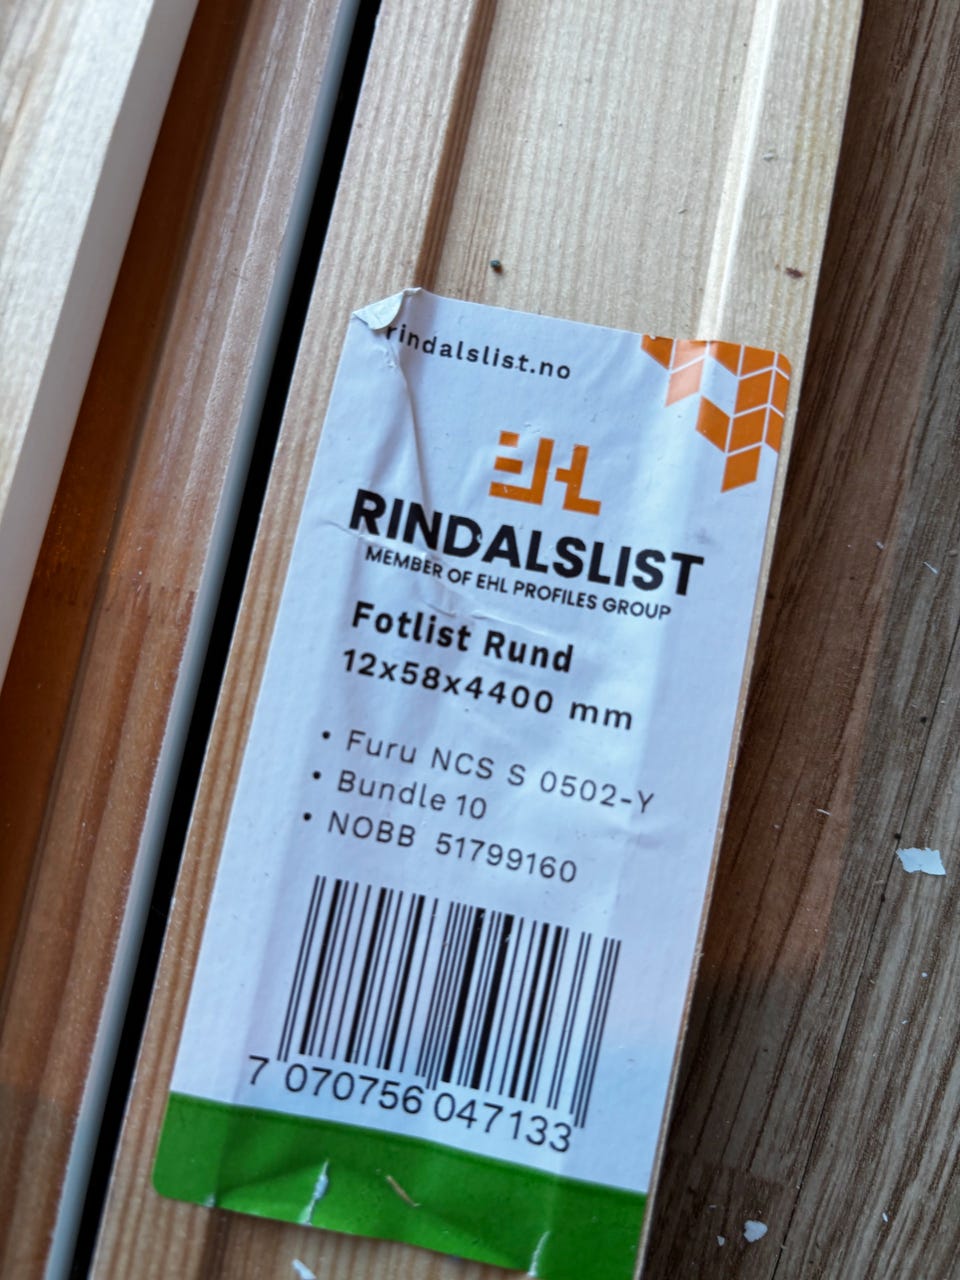 rindalslist.no
EHL
RINDALSLIST
MEMBER OF EHL PROFILES GROUP
Fotlist Rund
12x58x4400 mm
• Furu NCS S 0502-Y
• Bundle 10
• NOBB 51799160
7 070756 047133